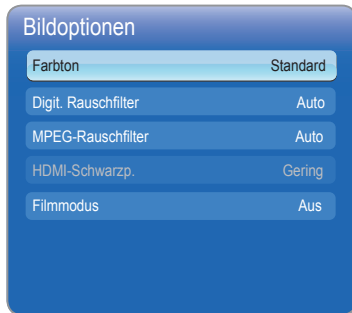 Bildoptionen
Farbton Standard
Digit. Rauschfilter Auto
MPEG-Rauschfilter Auto
HDMI-Schwarzp. Gering
Filmmodus Aus